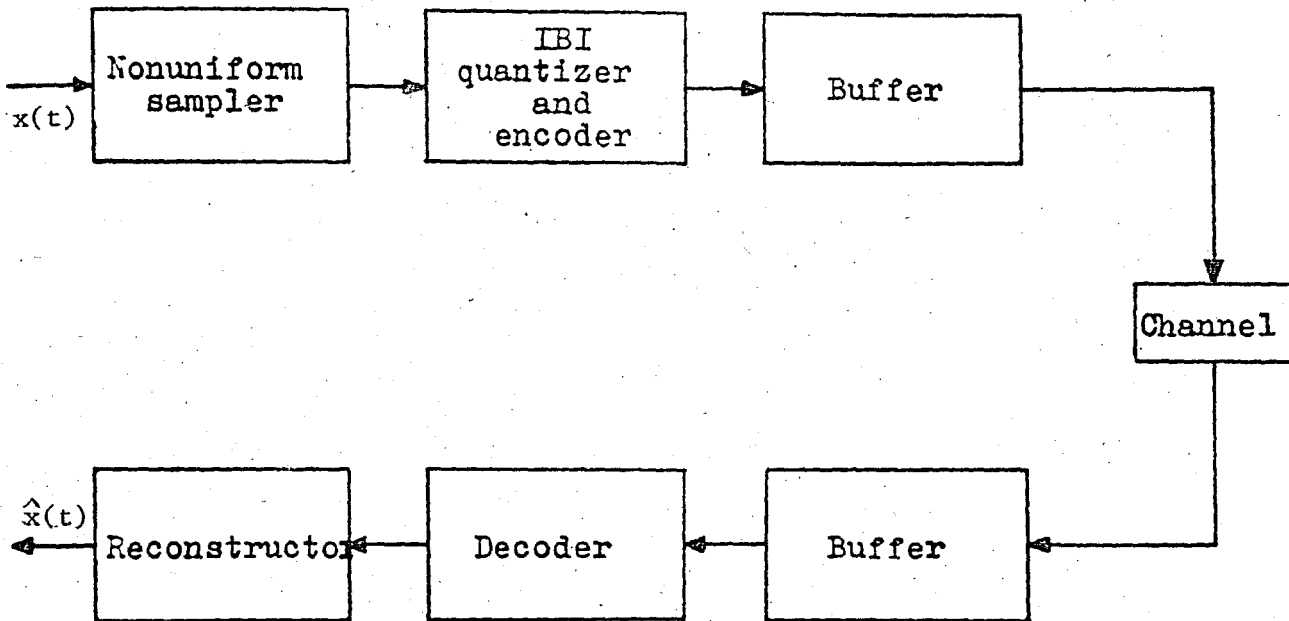 Nonuniform
sampler
x(t)
IBI
quantizer
and
encoder
Buffer
Channel
Buffer
Decoder
Reconstructor
x̂(t)